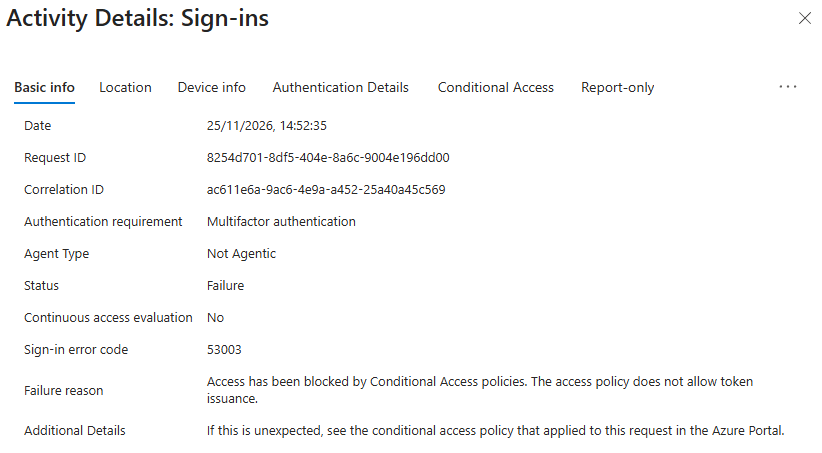 Activity Details: Sign-ins
Basic info Location Device info Authentication Details Conditional Access Report-only ...
Date 25/11/2026, 14:52:35
Request ID 8254d701-8df5-404e-8a6c-9004e196dd00
Correlation ID ac611e6a-9ac6-4e9a-a452-25a40a45c569
Authentication requirement Multifactor authentication
Agent Type Not Agentic
Status Failure
Continuous access evaluation No
Sign-in error code 53003
Failure reason Access has been blocked by Conditional Access policies. The access policy does not allow token
issuance.
Additional Details If this is unexpected, see the conditional access policy that applied to this request in the Azure Portal.